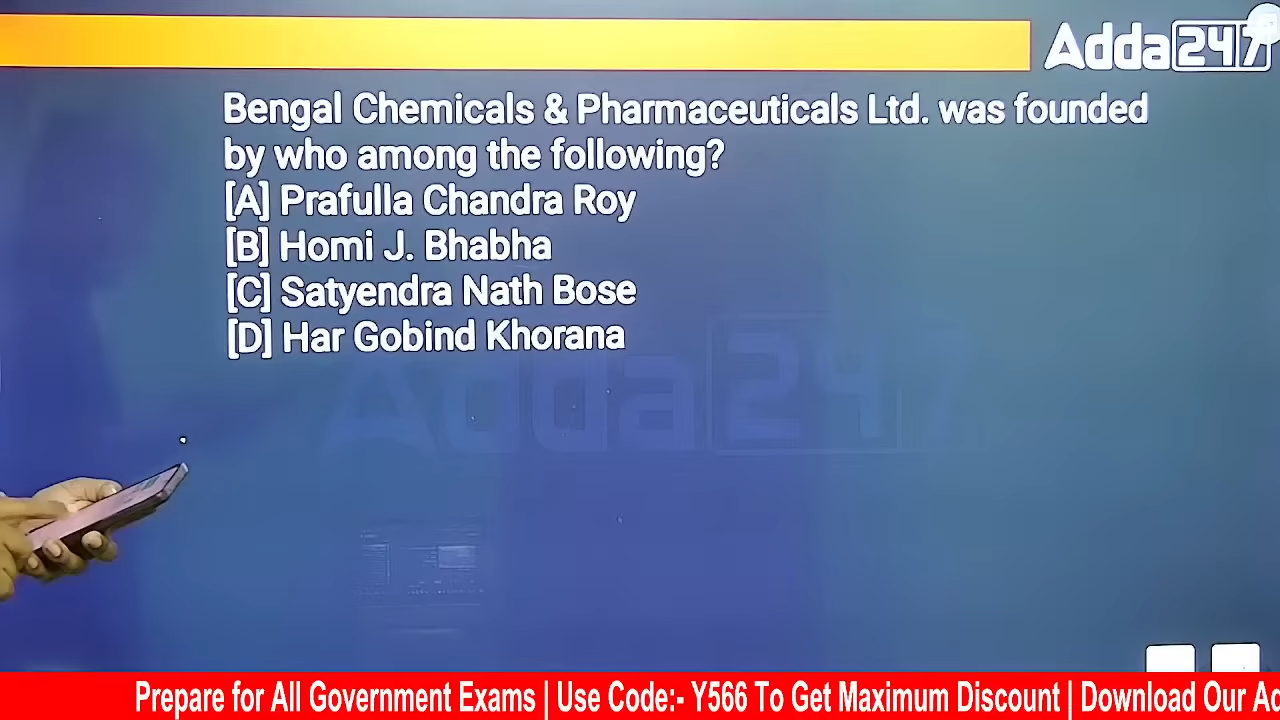 Adda247
Bengal Chemicals & Pharmaceuticals Ltd. was founded
by who among the following?
[A] Prafulla Chandra Roy
[B] Homi J. Bhabha
[C] Satyendra Nath Bose
[D] Har Gobind Khorana
Adda247
Prepare for All Government Exams | Use Code:- Y566 To Get Maximum Discount | Download Our